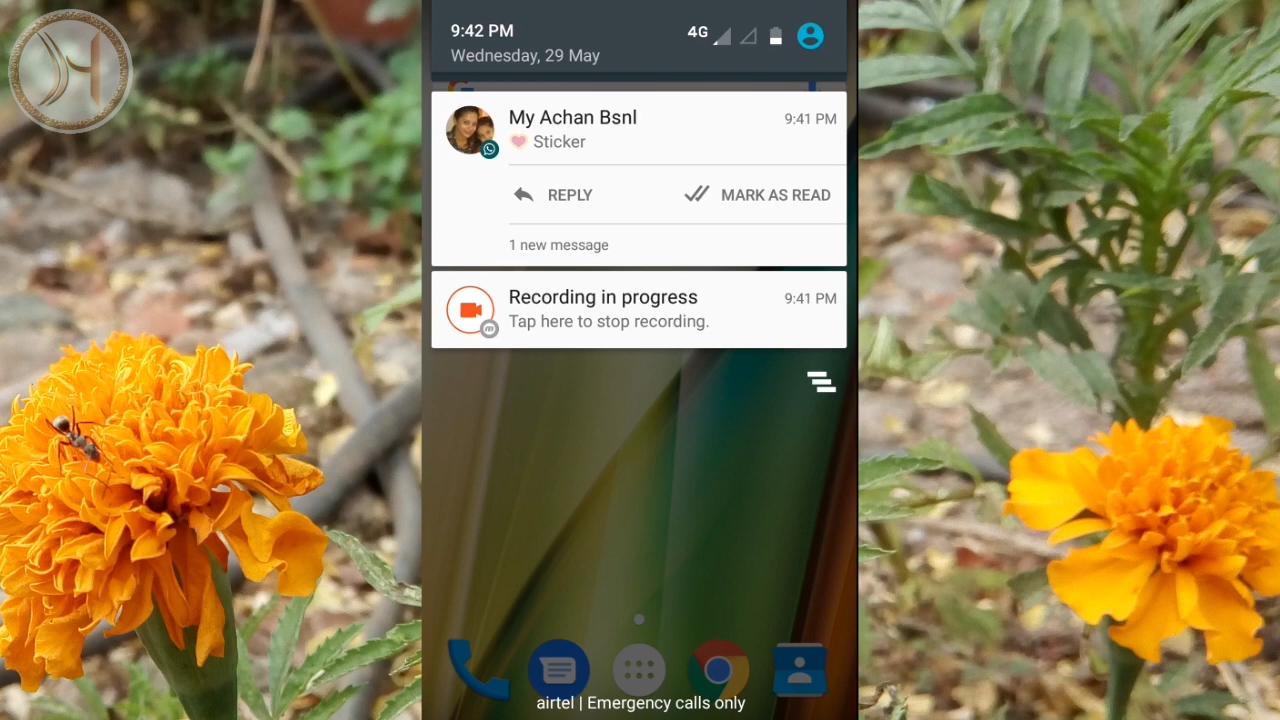 9:42 PM
4G
Wednesday, 29 May
My Achan Bsnl
9:41 PM
Sticker
REPLY
MARK AS READ
1 new message
Recording in progress
9:41 PM
Tap here to stop recording.
airtel | Emergency calls only